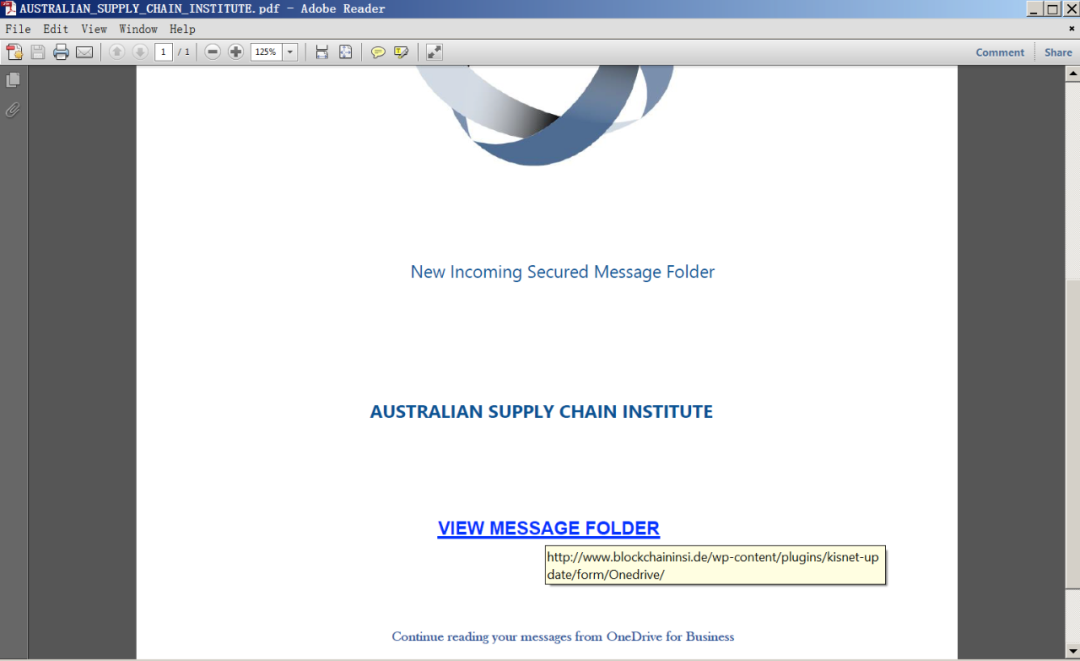 AUSTRALIAN_SUPPLY_CHAIN_INSTITUTE.pdf - Adobe Reader
File Edit View Window Help
1 / 1 125% Comment Share
New Incoming Secured Message Folder
AUSTRALIAN SUPPLY CHAIN INSTITUTE
VIEW MESSAGE FOLDER
http://www.blockchaininsi.de/wp-content/plugins/kisnet-up
date/form/Onedrive/
Continue reading your messages from OneDrive for Business